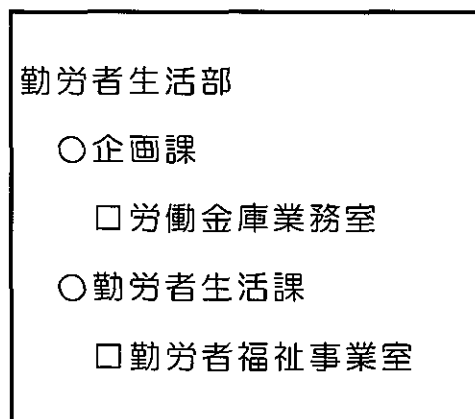 勤労者生活部
○企画課
□労働金庫業務室
○勤労者生活課
□勤労者福祉事業室